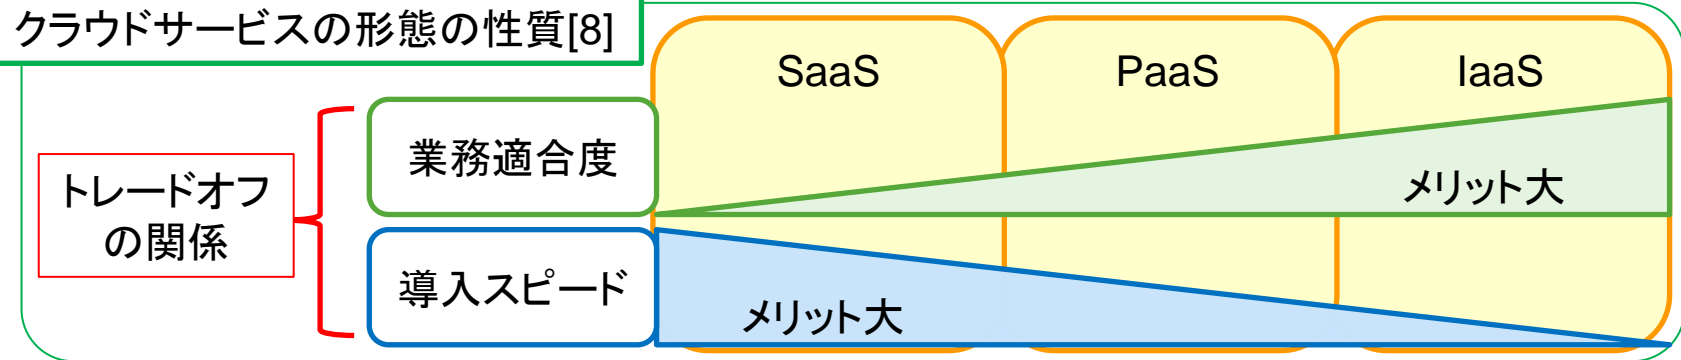 クラウドサービスの形態の性質[8]
SaaS
PaaS
IaaS
トレードオフ
の関係
業務適合度
メリット大
導入スピード
メリット大